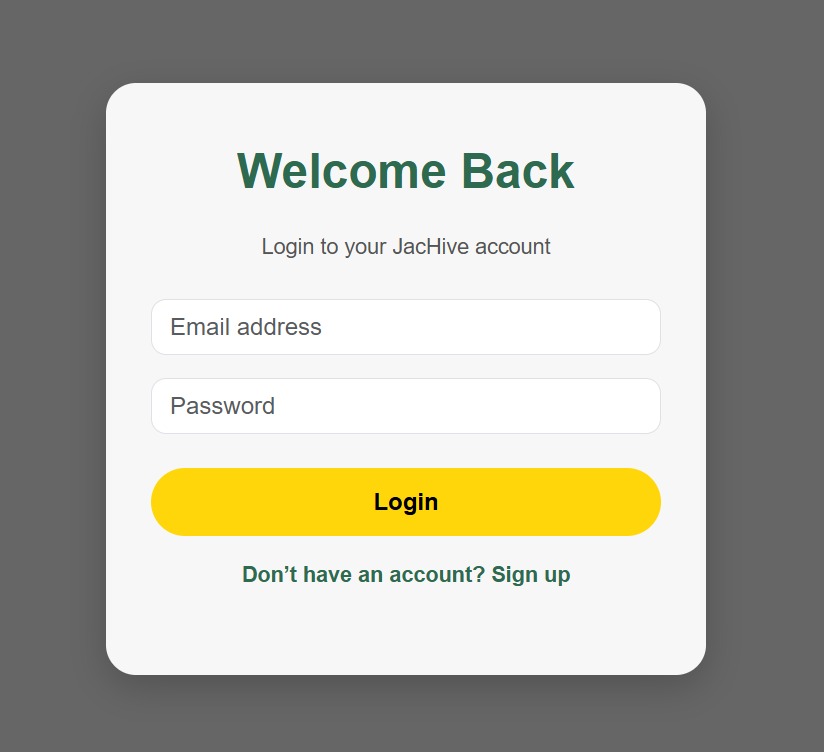 Welcome Back
Login to your JacHive account
Email address
Password
Login
Don’t have an account? Sign up